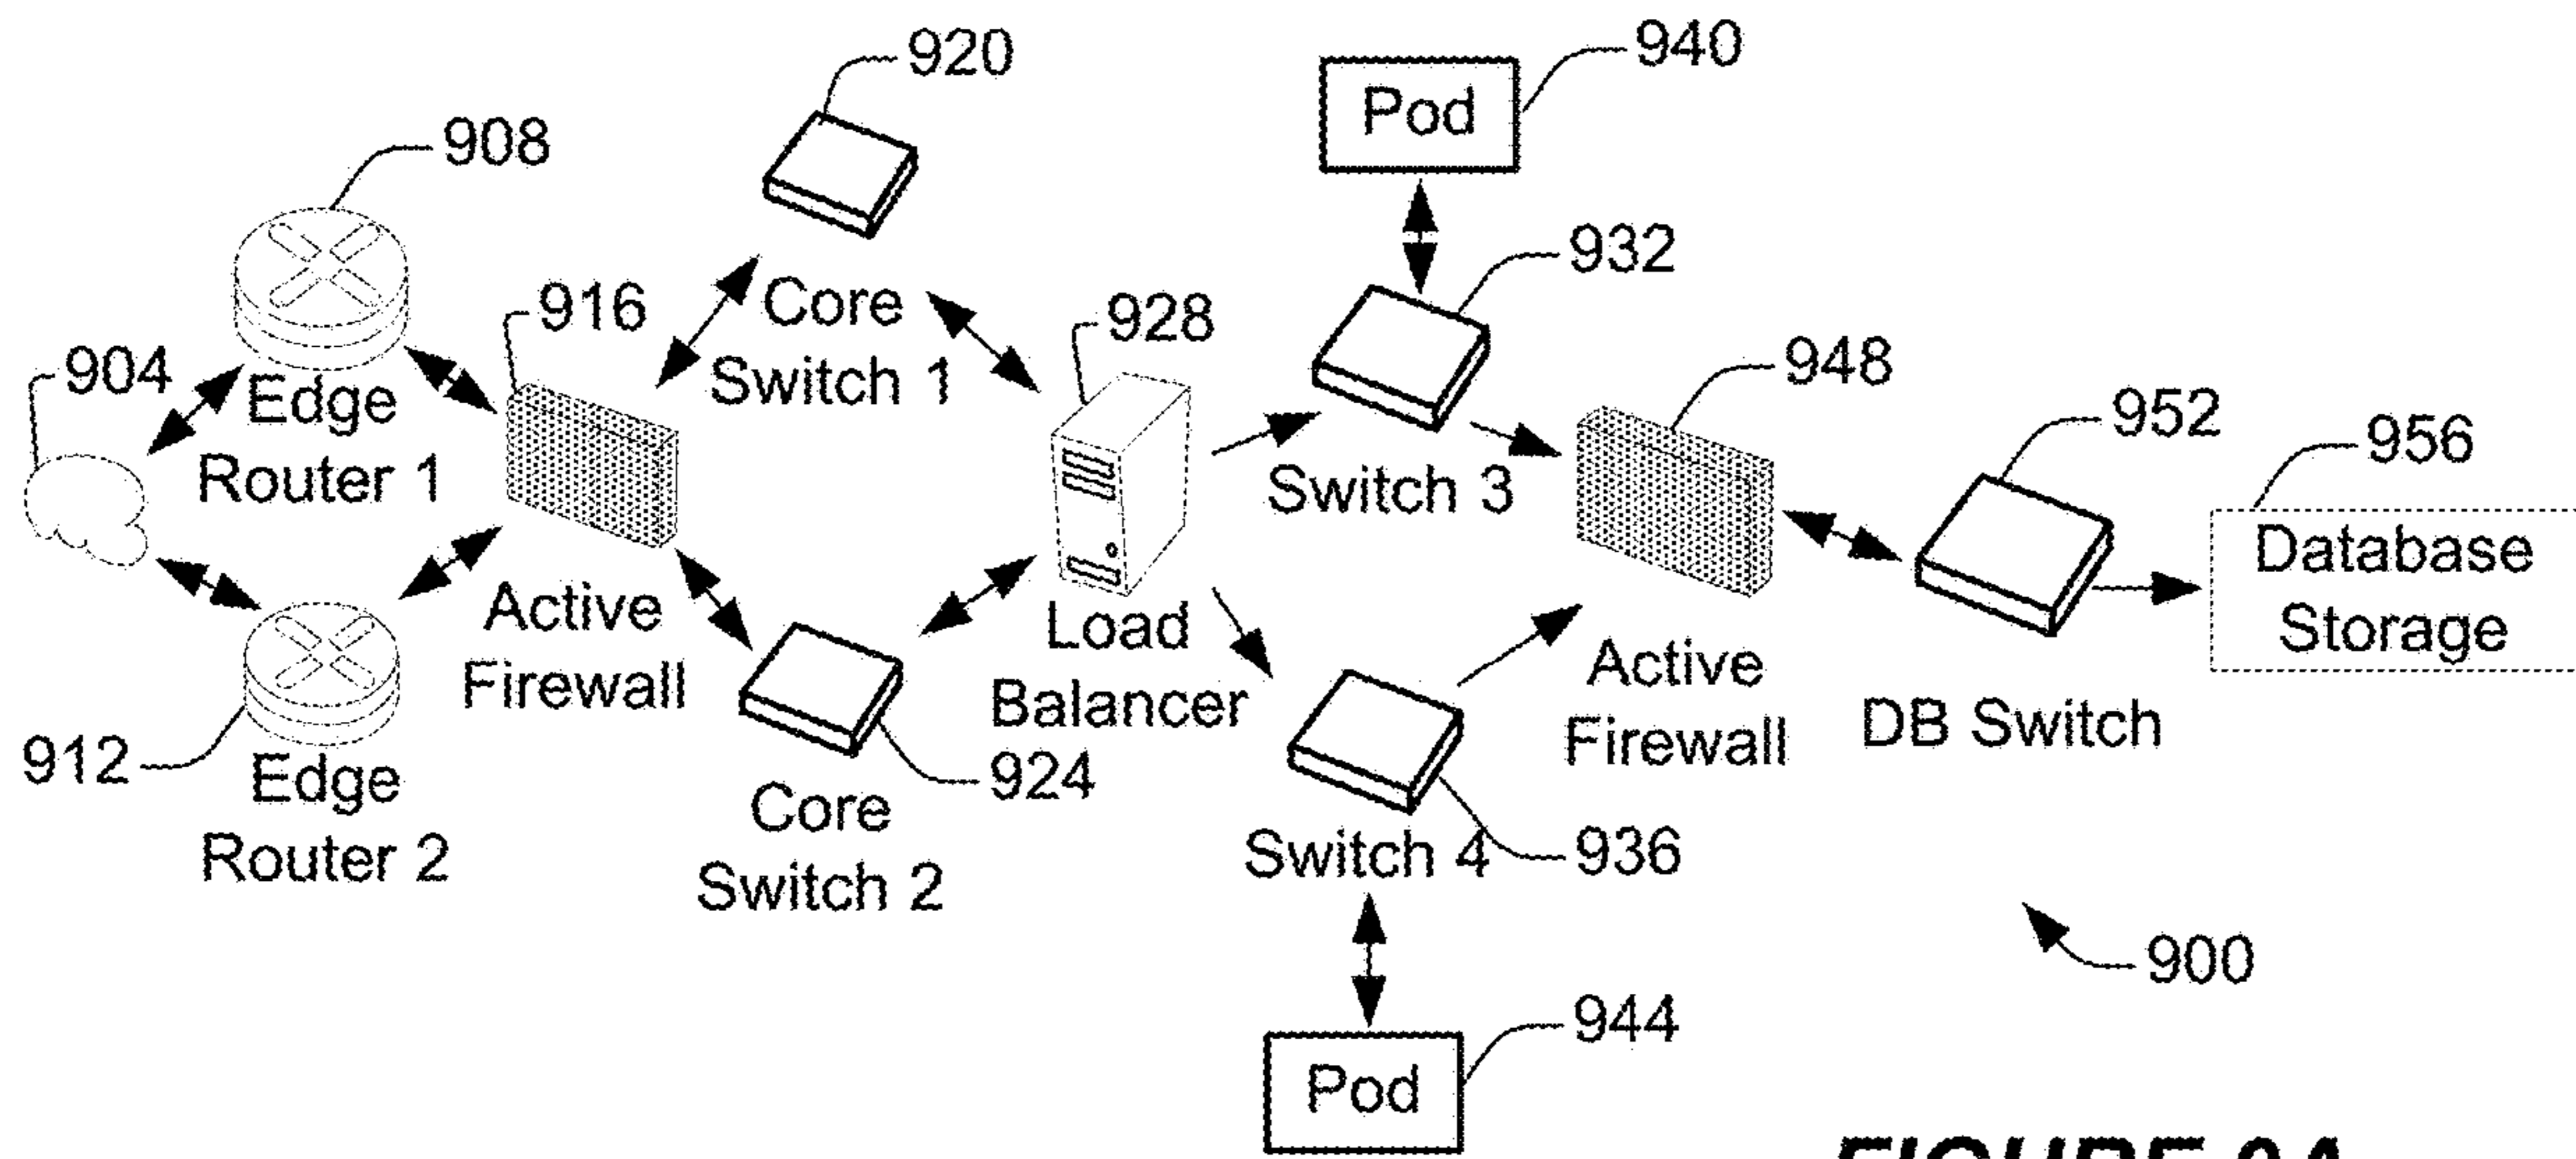 920
940
Pod
908
932
916
Core
Switch 1
928
948
904
Edge
Router 1
952
956
Switch 3
Database
Storage
Active
Firewall
Load
Balancer
Active
Firewall
DB Switch
912
Edge
Router 2
924
Core
Switch 2
Switch 4
936
900
944
Pod